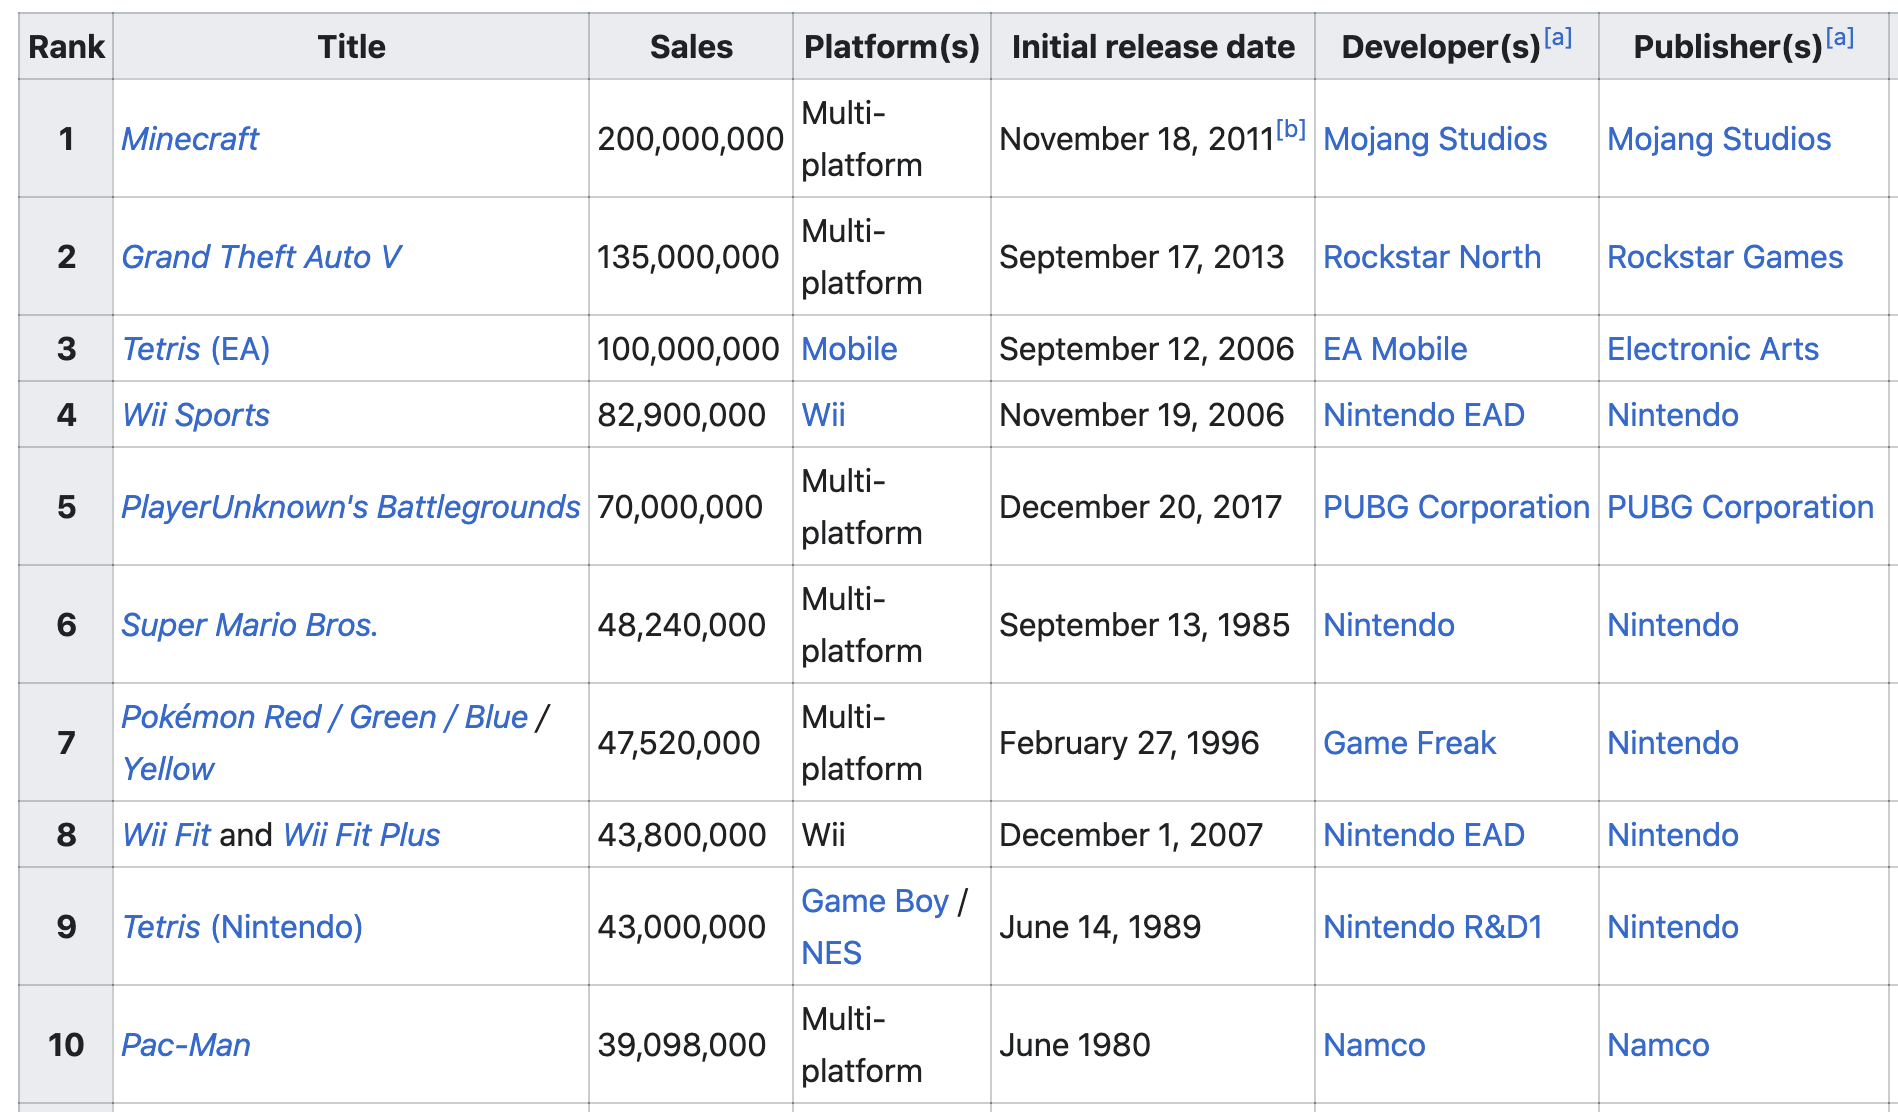 Rank Title Sales Platform(s) Initial release date Developer(s)[a] Publisher(s)[a]
1 Minecraft 200,000,000 Multi-
platform November 18, 2011[b] Mojang Studios Mojang Studios
2 Grand Theft Auto V 135,000,000 Multi-
platform September 17, 2013 Rockstar North Rockstar Games
3 Tetris (EA) 100,000,000 Mobile September 12, 2006 EA Mobile Electronic Arts
4 Wii Sports 82,900,000 Wii November 19, 2006 Nintendo EAD Nintendo
5 PlayerUnknown's Battlegrounds 70,000,000 Multi-
platform December 20, 2017 PUBG Corporation PUBG Corporation
6 Super Mario Bros. 48,240,000 Multi-
platform September 13, 1985 Nintendo Nintendo
7 Pokémon Red / Green / Blue /
Yellow 47,520,000 Multi-
platform February 27, 1996 Game Freak Nintendo
8 Wii Fit and Wii Fit Plus 43,800,000 Wii December 1, 2007 Nintendo EAD Nintendo
9 Tetris (Nintendo) 43,000,000 Game Boy /
NES June 14, 1989 Nintendo R&D1 Nintendo
10 Pac-Man 39,098,000 Multi-
platform June 1980 Namco Namco